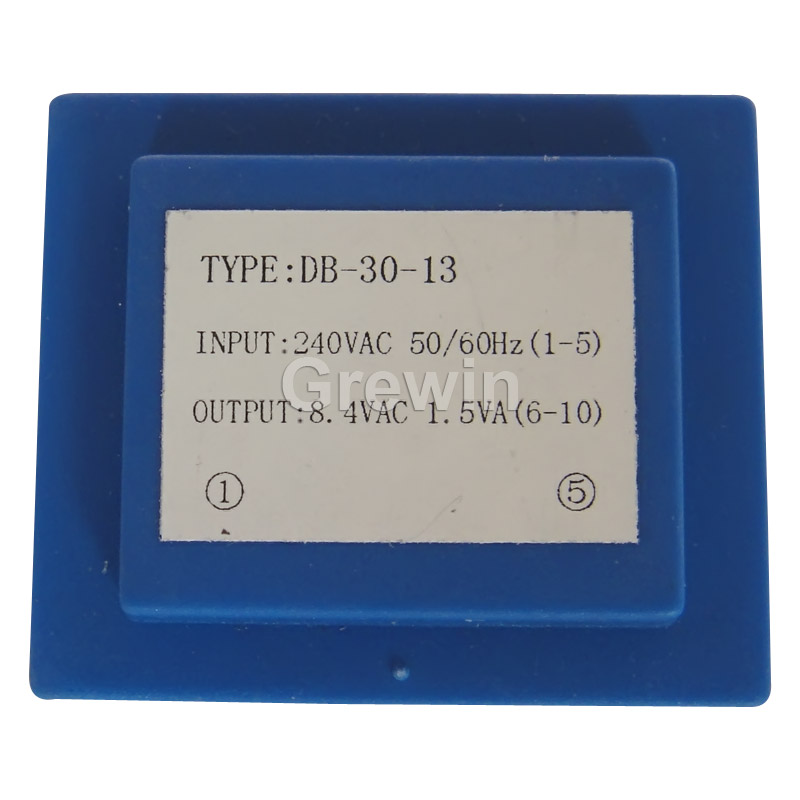 TYPE:DB-30-13
INPUT:240VAC 50/60Hz(1-5)
Grewin
OUTPUT:8.4VAC 1.5VA(6-10)
① ⑤